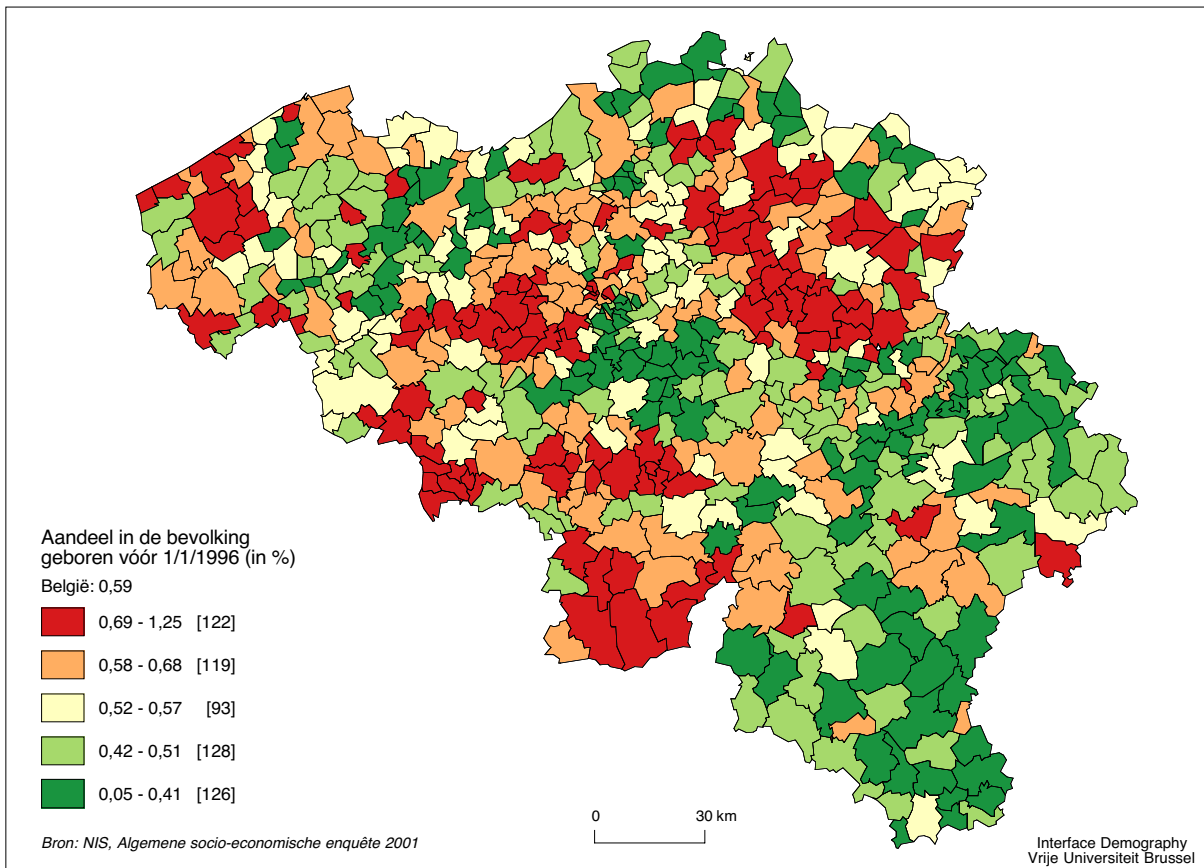 Aandeel in de bevolking
geboren vóór 1/1/1996 (in %)
België: 0,59
0,69 - 1,25 [122]
0,58 - 0,68 [119]
0,52 - 0,57 [93]
0,42 - 0,51 [128]
0,05 - 0,41 [126]
Bron: NIS, Algemene socio-economische enquête 2001
0 30 km
Interface Demography
Vrije Universiteit Brussel